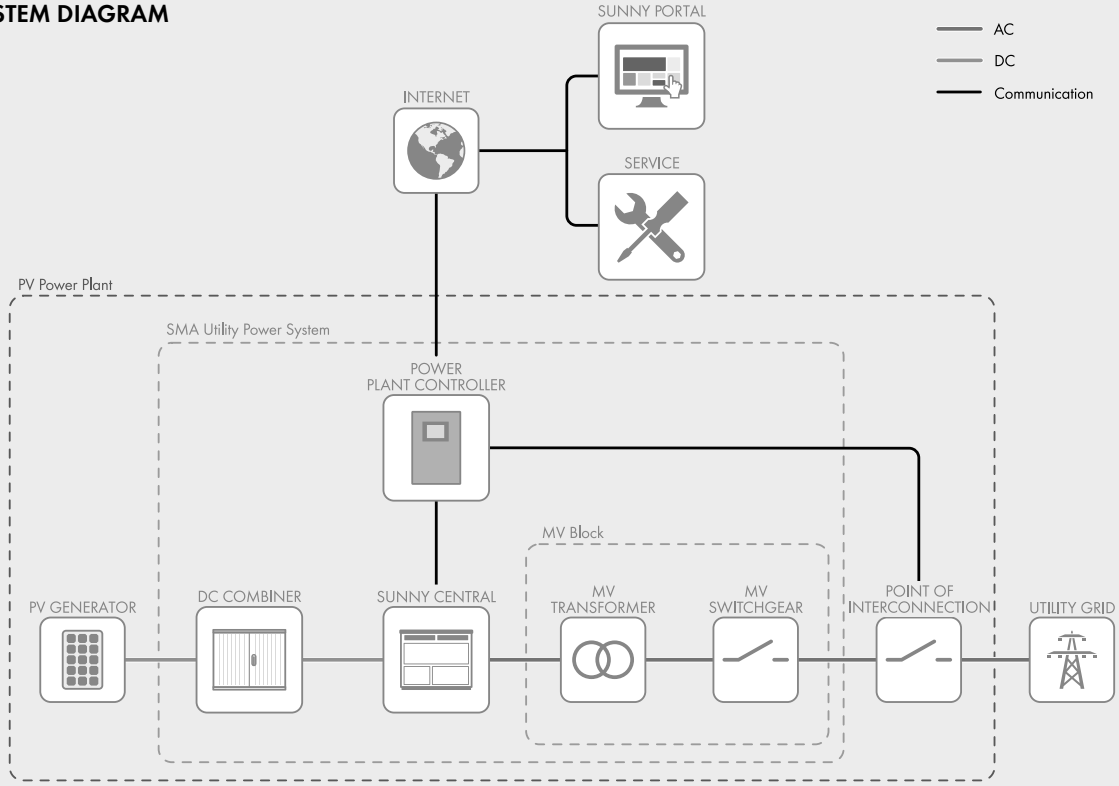 STEM DIAGRAM
SUNNY PORTAL
AC
DC
Communication
INTERNET
SERVICE
PV Power Plant
SMA Utility Power System
POWER
PLANT CONTROLLER
MV Block
PV GENERATOR
DC COMBINER
SUNNY CENTRAL
MV
TRANSFORMER
MV
SWITCHGEAR
POINT OF
INTERCONNECTION
UTILITY GRID